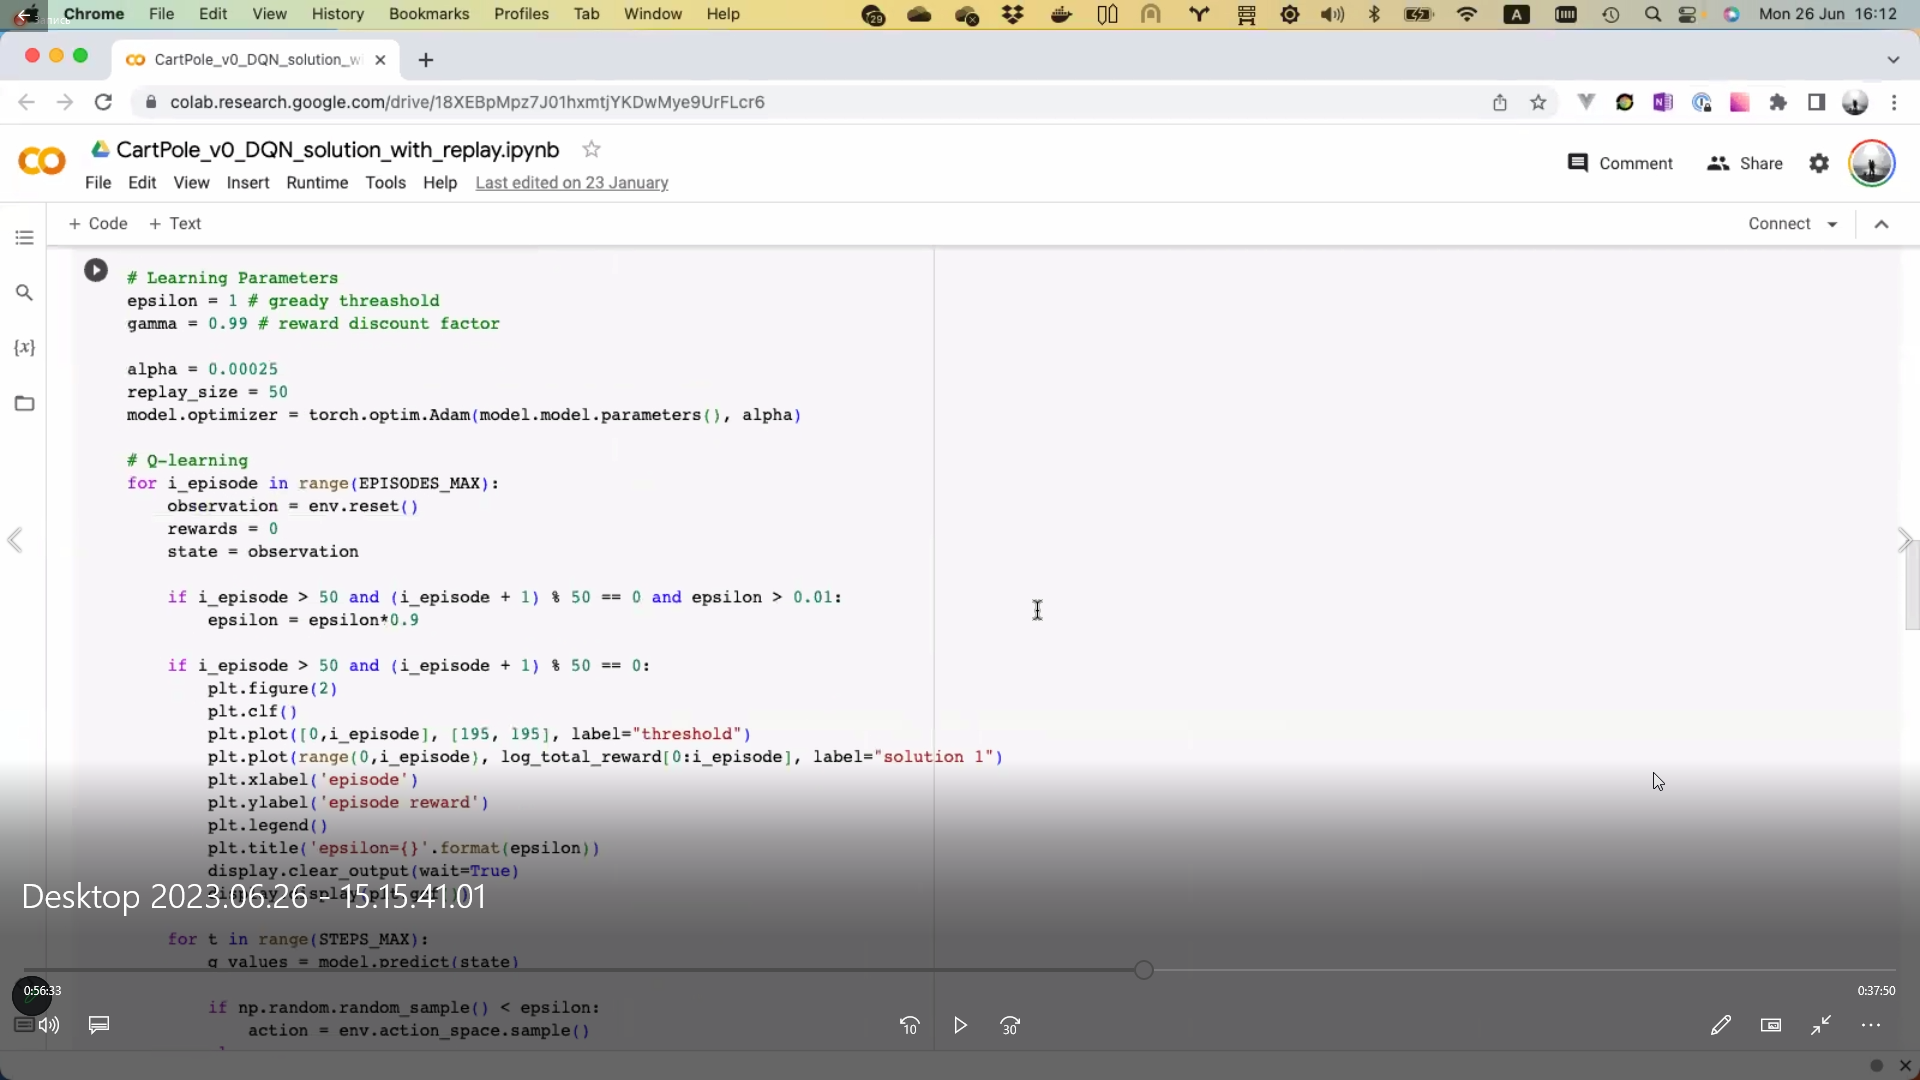 Chrome File Edit View History Bookmarks Profiles Tab Window Help 29 A Mon 26 Jun 16:12
CartPole_v0_DQN_solution_w
colab.research.google.com/drive/18XEBpMpz7J01hxmtjYKDwMye9UrFLcr6
CartPole_v0_DQN_solution_with_replay.ipynb
Comment Share
File Edit View Insert Runtime Tools Help Last edited on 23 January
+ Code + Text Connect
# Learning Parameters
epsilon = 1 # gready threashold
gamma = 0.99 # reward discount factor
alpha = 0.00025
replay_size = 50
model.optimizer = torch.optim.Adam(model.model.parameters(), alpha)
# Q-learning
for i_episode in range(EPISODES_MAX):
observation = env.reset()
rewards = 0
state = observation
if i_episode > 50 and (i_episode + 1) % 50 == 0 and epsilon > 0.01:
epsilon = epsilon*0.9
if i_episode > 50 and (i_episode + 1) % 50 == 0:
plt.figure(2)
plt.clf()
plt.plot([0,i_episode], [195, 195], label="threshold")
plt.plot(range(0,i_episode), log_total_reward[0:i_episode], label="solution 1")
plt.xlabel('episode')
plt.ylabel('episode reward')
plt.legend()
plt.title('epsilon={}'.format(epsilon))
display.clear_output(wait=True)
Desktop 2023.06.26 - 15.15.41.01
for t in range(STEPS_MAX):
q_values = model.predict(state)
0:56:33 0:37:50
if np.random.random_sample() < epsilon:
action = env.action_space.sample()
10 30